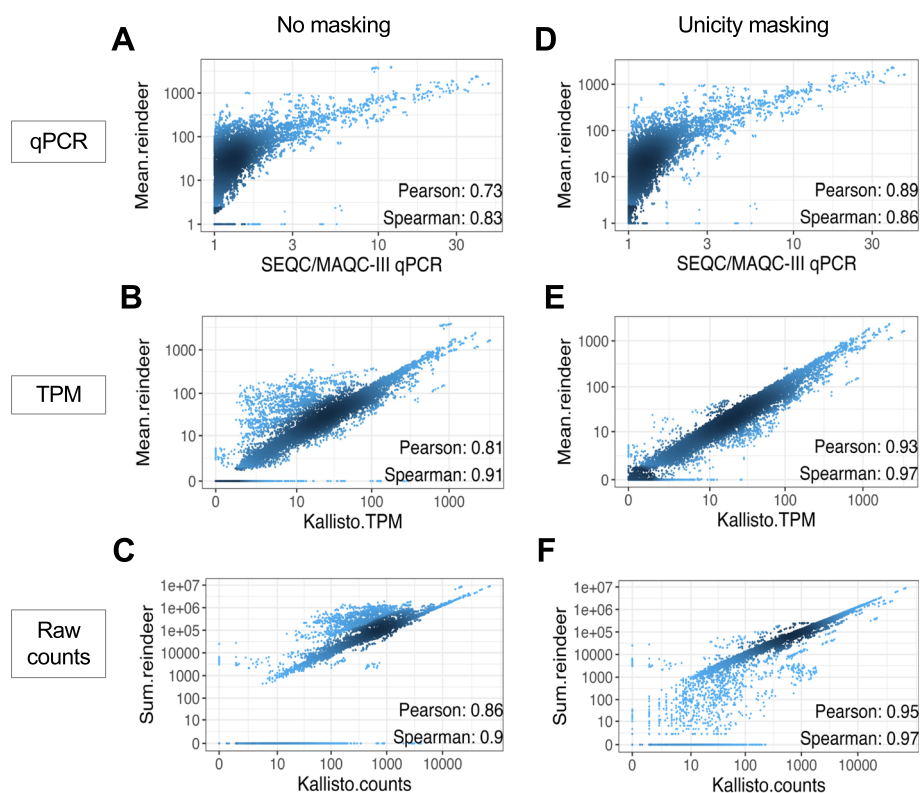 No masking
Unicity masking
A
D
qPCR
Mean.reindeer
1000
100
10
1
Pearson: 0.73
Spearman: 0.83
1
3
10
30
SEQC/MAQC-III qPCR
Mean.reindeer
1000
100
10
1
Pearson: 0.89
Spearman: 0.86
1
3
10
30
SEQC/MAQC-III qPCR
B
E
TPM
Mean.reindeer
1000
100
10
0
Pearson: 0.81
Spearman: 0.91
0
10
100
1000
Kallisto.TPM
Mean.reindeer
1000
100
10
0
Pearson: 0.93
Spearman: 0.97
0
10
100
1000
Kallisto.TPM
C
F
Raw
counts
Sum.reindeer
1e+07
1e+06
1e+05
10000
1000
100
10
0
Pearson: 0.86
Spearman: 0.9
0
10
100
1000
10000
Kallisto.counts
Sum.reindeer
1e+07
1e+06
1e+05
10000
1000
100
10
0
Pearson: 0.95
Spearman: 0.97
0
10
100
1000
10000
Kallisto.counts